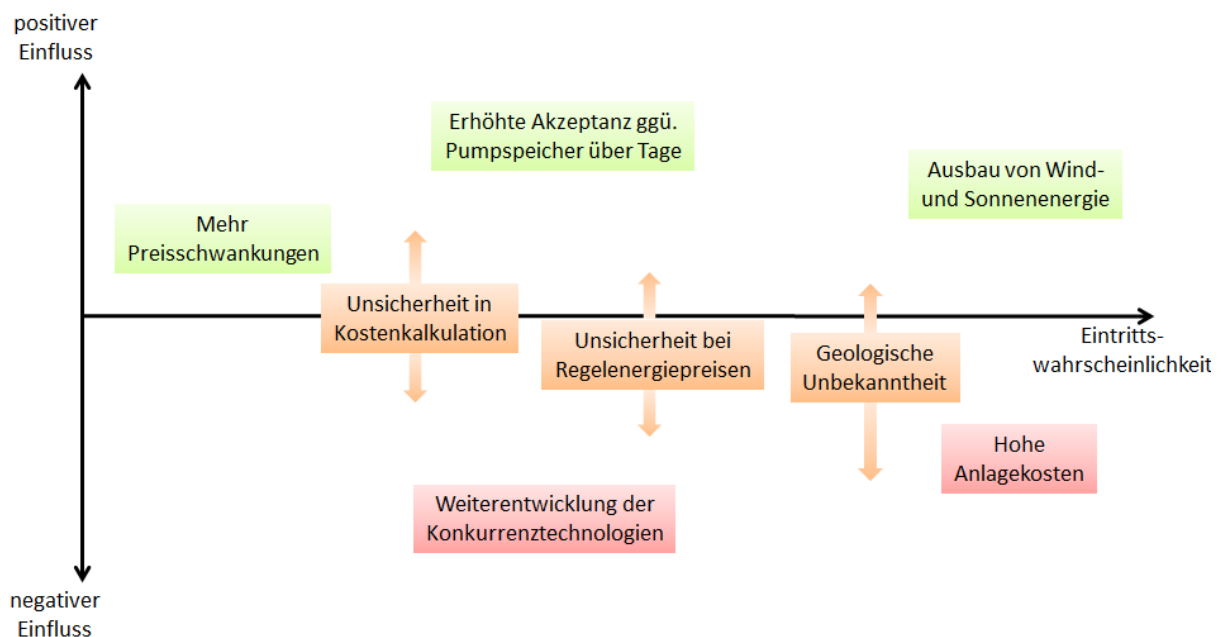 positiver
Einfluss
Erhöhte Akzeptanz ggü.
Pumpspeicher über Tage
Ausbau von Wind-
und Sonnenenergie
Mehr
Preisschwankungen
Unsicherheit in
Kostenkalkulation
Unsicherheit bei
Regelenergiepreisen
Geologische
Unbekanntheit
Eintritts-
wahrscheinlichkeit
Hohe
Anlagekosten
Weiterentwicklung der
Konkurrenztechnologien
negativer
Einfluss